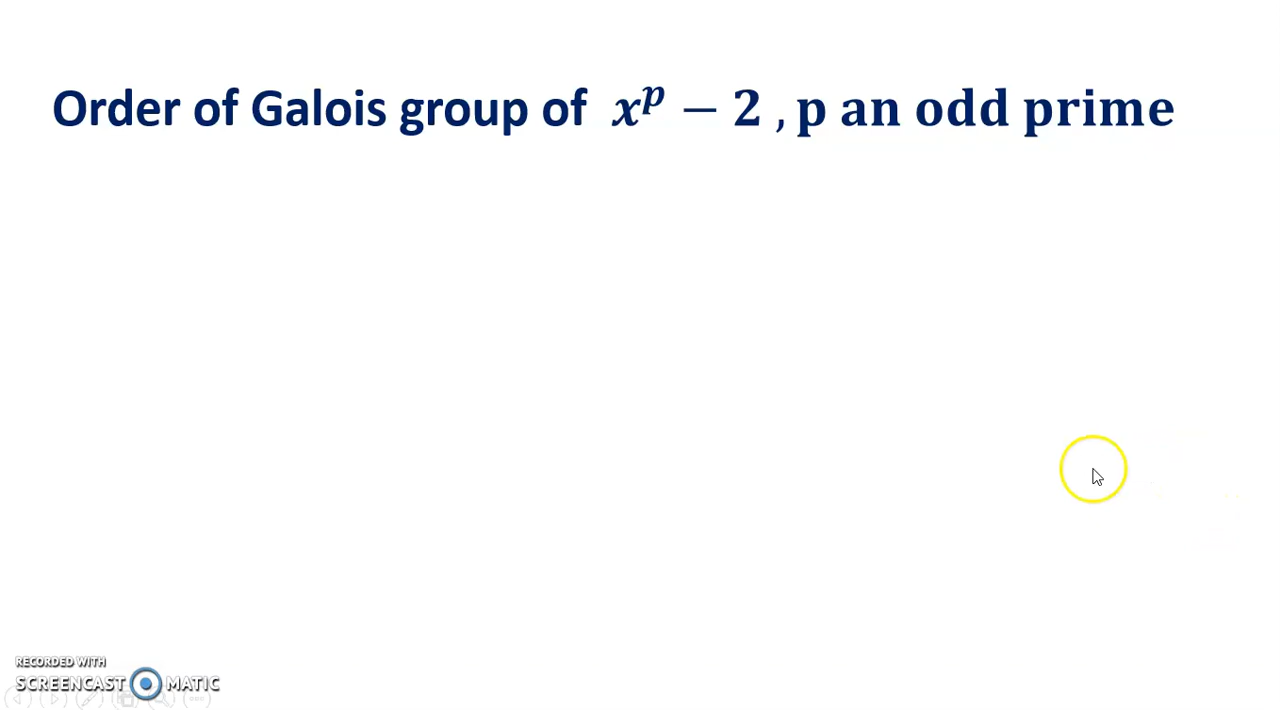 Order of Galois group of x^p − 2 , p an odd prime
RECORDED WITH
SCREENCAST MATIC